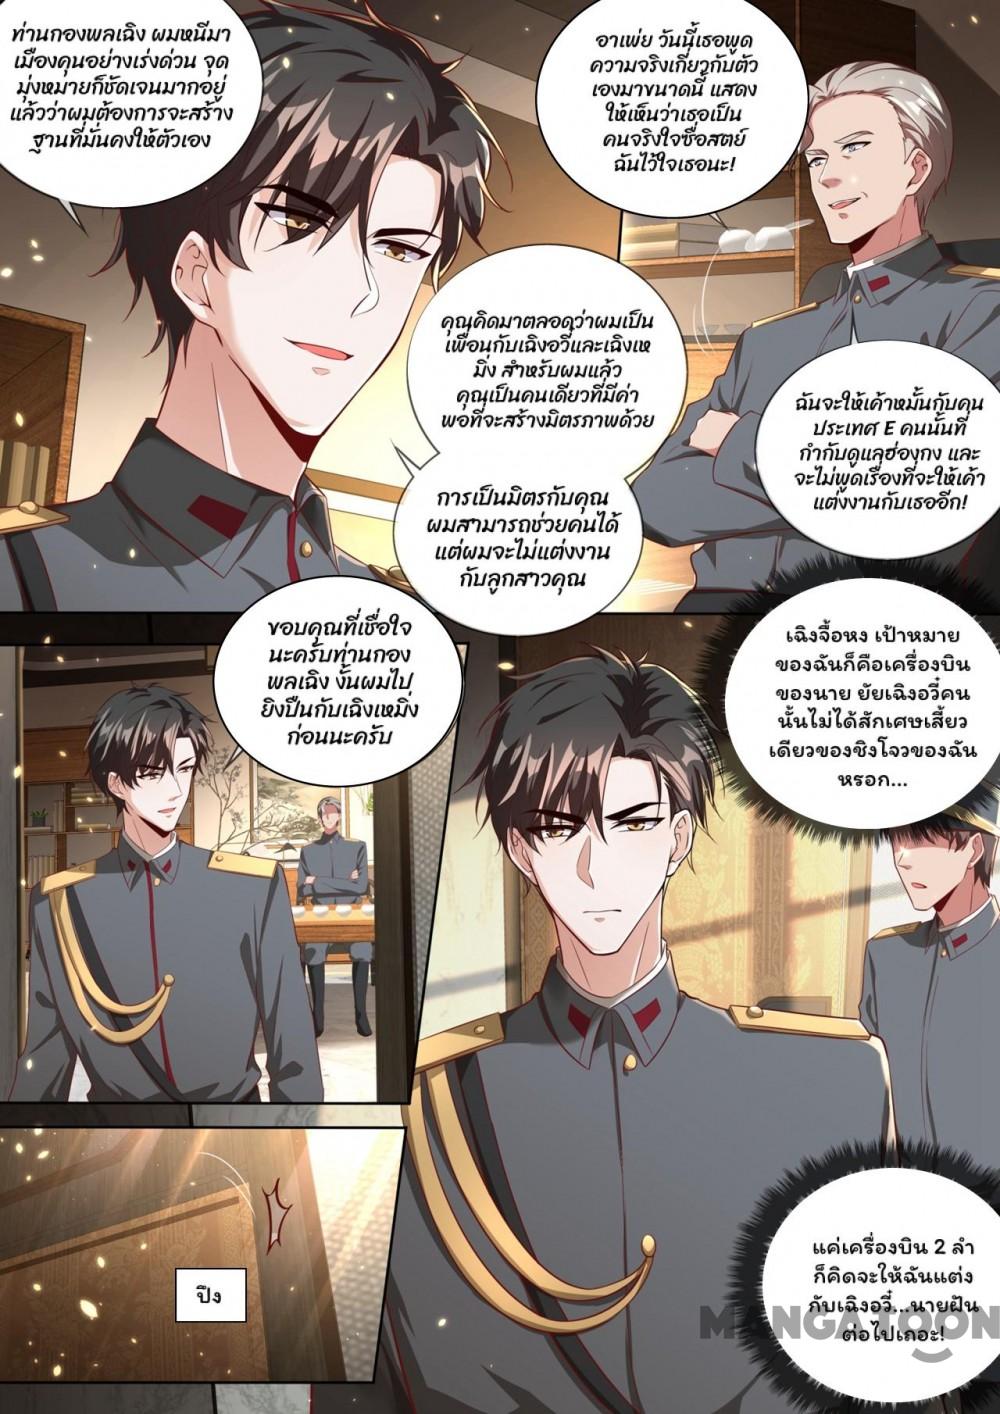 ท่านกองพลเฉิง ผมหนีมา
เมืองคุนอย่างเร่งด่วน จุด
มุ่งหมายก็ชัดเจนมากอยู่
แล้วว่าผมต้องการจะสร้าง
ฐานที่มั่นคงให้ตัวเอง
อาเพ่ย วันนี้เธอพูด
ความจริงเกี่ยวกับตัว
เองมาขนาดนี้ แสดง
ให้เห็นว่าเธอเป็น
คนจริงใจซื่อสัตย์
ฉันไว้ใจเธอนะ!
คุณคิดมาตลอดว่าผมเป็น
เพื่อนกับเฉิงอวี๋และเฉิงเห
มิ่ง สำหรับผมแล้ว
คุณเป็นคนเดียวที่มีค่า
พอที่จะสร้างมิตรภาพด้วย
ฉันจะให้เค้าหมั้นกับคน
ประเทศ E คนนั้นที่
กำกับดูแลฮ่องกง และ
จะไม่พูดเรื่องที่จะให้เค้า
แต่งงานกับเธออีก!
การเป็นมิตรกับคุณ
ผมสามารถช่วยคนได้
แต่ผมจะไม่แต่งงาน
กับลูกสาวคุณ
ขอบคุณที่เชื่อใจ
นะครับท่านกอง
พลเฉิง งั้นผมไป
ยิงปืนกับเฉิงเหมิ่ง
ก่อนนะครับ
เฉิงจื้อหง เป้าหมาย
ของฉันก็คือเครื่องบิน
ของนาย ยัยเฉิงอวี๋คน
นั้นไม่ได้สักเศษเสี้ยว
เดียวของชิงโจวของฉัน
หรอก...
ปึง
แค่เครื่องบิน 2 ลำ
ก็คิดจะให้ฉันแต่ง
กับเฉิงอวี๋...นายฝัน
ต่อไปเถอะ!
MANGATOON